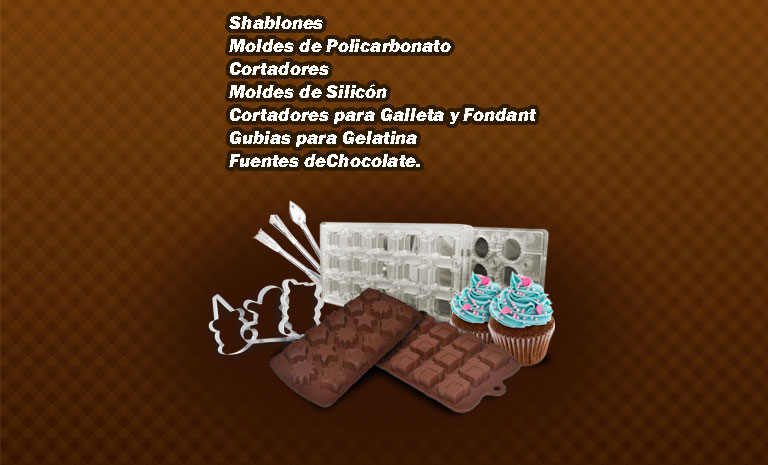 Shablones
Moldes de Policarbonato
Cortadores
Moldes de Silicón
Cortadores para Galleta y Fondant
Gubias para Gelatina
Fuentes deChocolate.